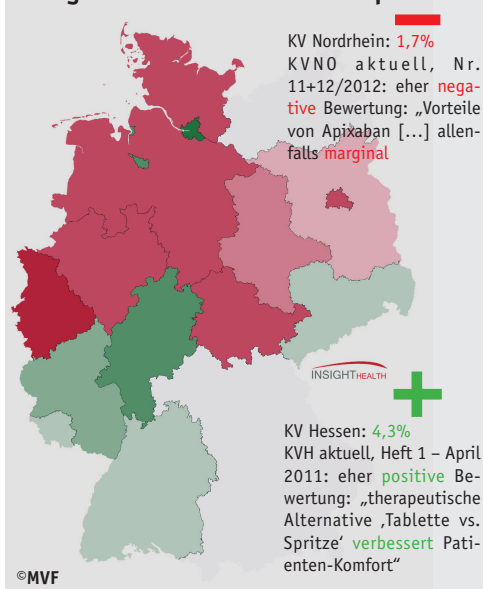 KV Nordrhein: 1,7%
KVNO aktuell, Nr.
11+12/2012: eher nega-
tive Bewertung: „Vorteile
von Apixaban […] allen-
falls marginal
INSIGHTHEALTH
KV Hessen: 4,3%
KVH aktuell, Heft 1 – April
2011: eher positive Be-
wertung: „therapeutische
Alternative ‚Tablette vs.
Spritze‘ verbessert Pati-
enten-Komfort“
©MVF